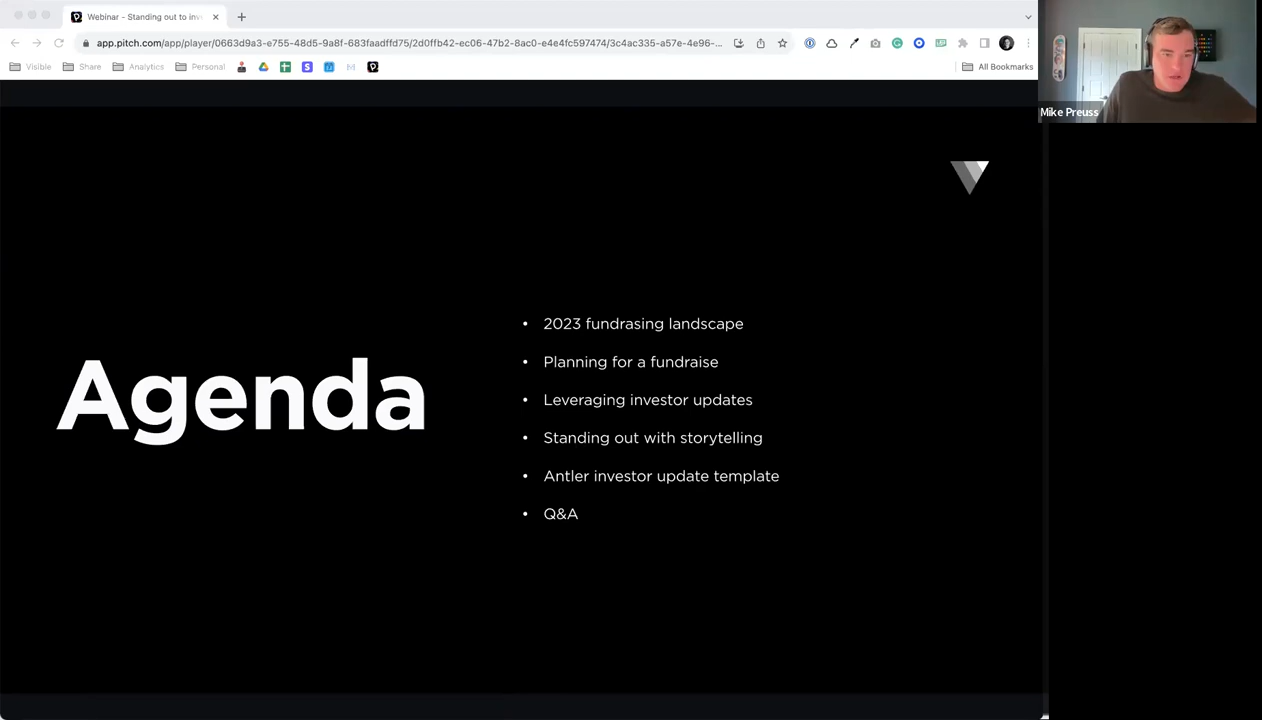 Webinar - Standing out to inv
app.pitch.com/app/player/0663d9a3-e755-48d5-9a8f-683faadffd75/2d0ffb42-ec06-47b2-8ac0-e4e4fc597474/3c4ac335-a57e-4e96-...
Visible
Share
Analytics
Personal
All Bookmarks
Mike Preuss
Agenda
• 2023 fundrasing landscape
• Planning for a fundraise
• Leveraging investor updates
• Standing out with storytelling
• Antler investor update template
• Q&A